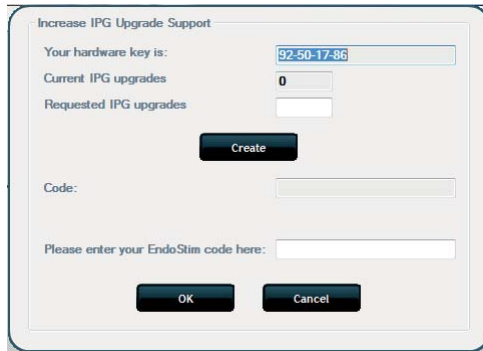 Increase IPG Upgrade Support
Your hardware key is: 92-50-17-86
Current IPG upgrades 0
Requested IPG upgrades
Create
Code:
Please enter your EndoStim code here:
OK Cancel